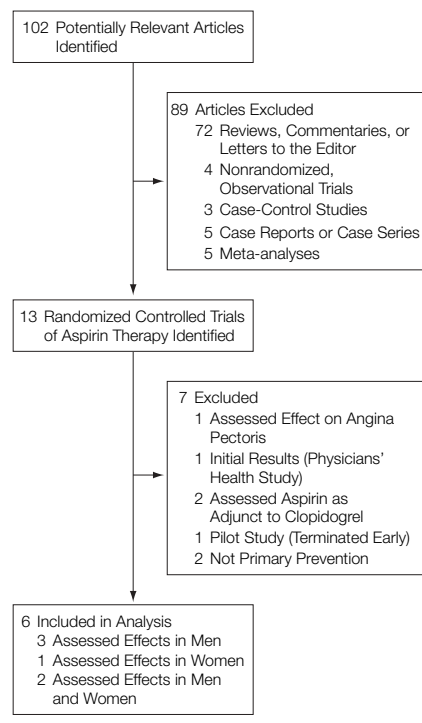 102 Potentially Relevant Articles
Identified
89 Articles Excluded
72 Reviews, Commentaries, or
Letters to the Editor
4 Nonrandomized,
Observational Trials
3 Case-Control Studies
5 Case Reports or Case Series
5 Meta-analyses
13 Randomized Controlled Trials
of Aspirin Therapy Identified
7 Excluded
1 Assessed Effect on Angina
Pectoris
1 Initial Results (Physicians'
Health Study)
2 Assessed Aspirin as
Adjunct to Clopidogrel
1 Pilot Study (Terminated Early)
2 Not Primary Prevention
6 Included in Analysis
3 Assessed Effects in Men
1 Assessed Effects in Women
2 Assessed Effects in Men
and Women